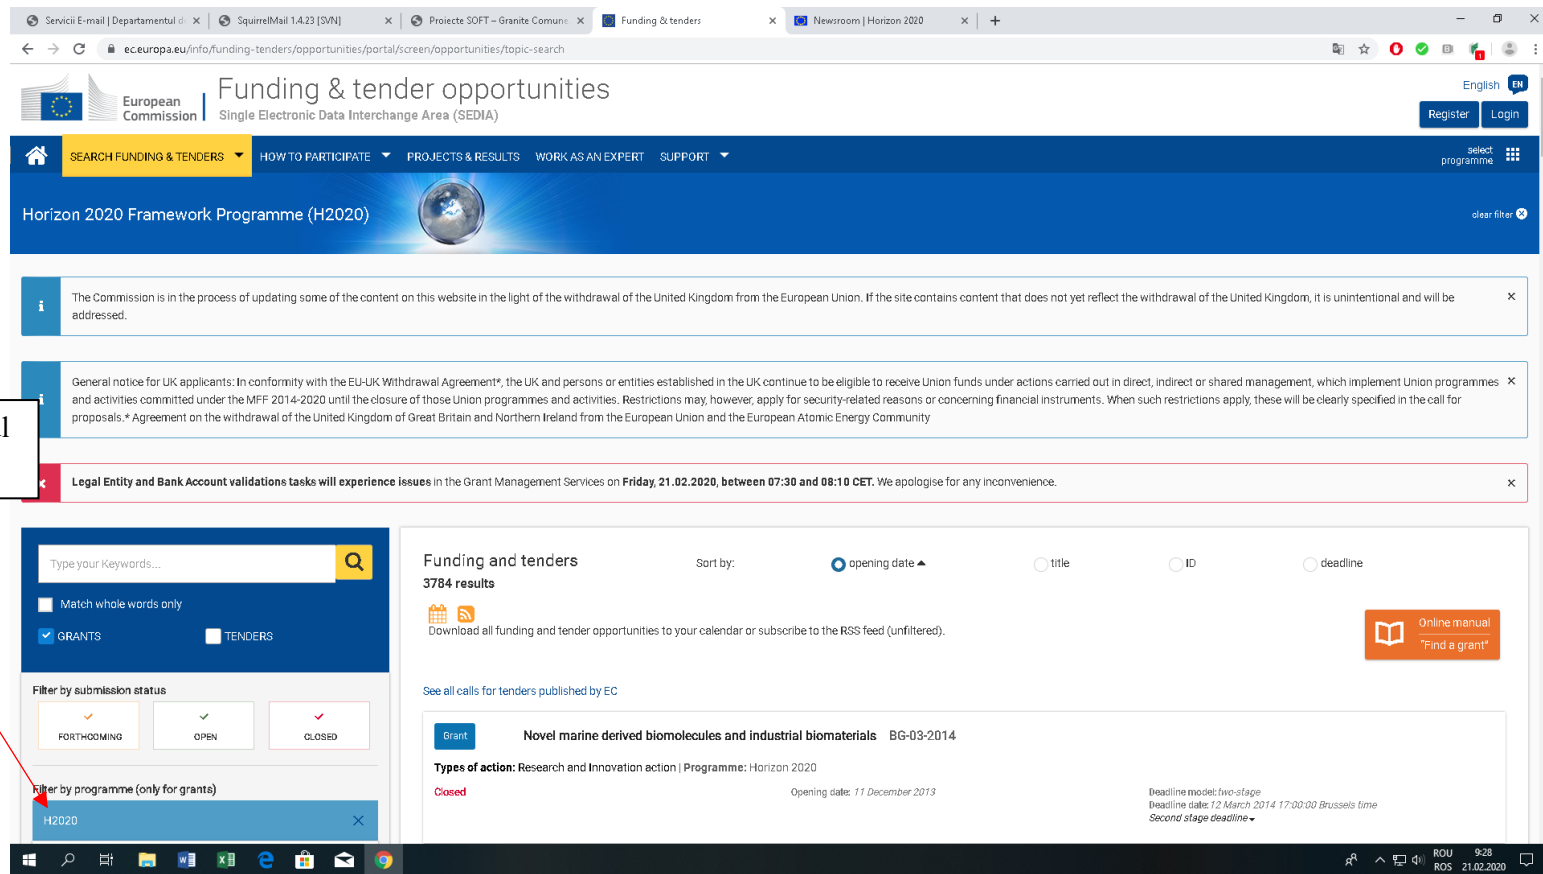 Servicii E-mail | Departamentul d
SquirrelMail 1.4.23 [SVN]
Proiecte SOFT – Granite Comune
Funding & tenders
Newsroom | Horizon 2020
ec.europa.eu/info/funding-tenders/opportunities/portal/screen/opportunities/topic-search
European
Commission
Funding & tender opportunities
Single Electronic Data Interchange Area (SEDIA)
English EN
Register Login
SEARCH FUNDING & TENDERS HOW TO PARTICIPATE PROJECTS & RESULTS WORK AS AN EXPERT SUPPORT
select
programme
Horizon 2020 Framework Programme (H2020)
clear filter
The Commission is in the process of updating some of the content on this website in the light of the withdrawal of the United Kingdom from the European Union. If the site contains content that does not yet reflect the withdrawal of the United Kingdom, it is unintentional and will be
addressed.
General notice for UK applicants: In conformity with the EU-UK Withdrawal Agreement*, the UK and persons or entities established in the UK continue to be eligible to receive Union funds under actions carried out in direct, indirect or shared management, which implement Union programmes
and activities committed under the MFF 2014-2020 until the closure of those Union programmes and activities. Restrictions may, however, apply for security-related reasons or concerning financial instruments. When such restrictions apply, these will be clearly specified in the call for
proposals.* Agreement on the withdrawal of the United Kingdom of Great Britain and Northern Ireland from the European Union and the European Atomic Energy Community
Legal Entity and Bank Account validations tasks will experience issues in the Grant Management Services on Friday, 21.02.2020, between 07:30 and 08:10 CET. We apologise for any inconvenience.
Type your Keywords...
Match whole words only
GRANTS TENDERS
Filter by submission status
FORTHCOMING OPEN CLOSED
Filter by programme (only for grants)
H2020
Funding and tenders
3784 results
Sort by: opening date title ID deadline
Download all funding and tender opportunities to your calendar or subscribe to the RSS feed (unfiltered).
Online manual
"Find a grant"
See all calls for tenders published by EC
Grant Novel marine derived biomolecules and industrial biomaterials BG-03-2014
Types of action: Research and Innovation action | Programme: Horizon 2020
Closed
Opening date: 11 December 2013
Deadline model: two-stage
Deadline date: 12 March 2014 17:00:00 Brussels time
Second stage deadline
ROU 9:28
ROS 21.02.2020